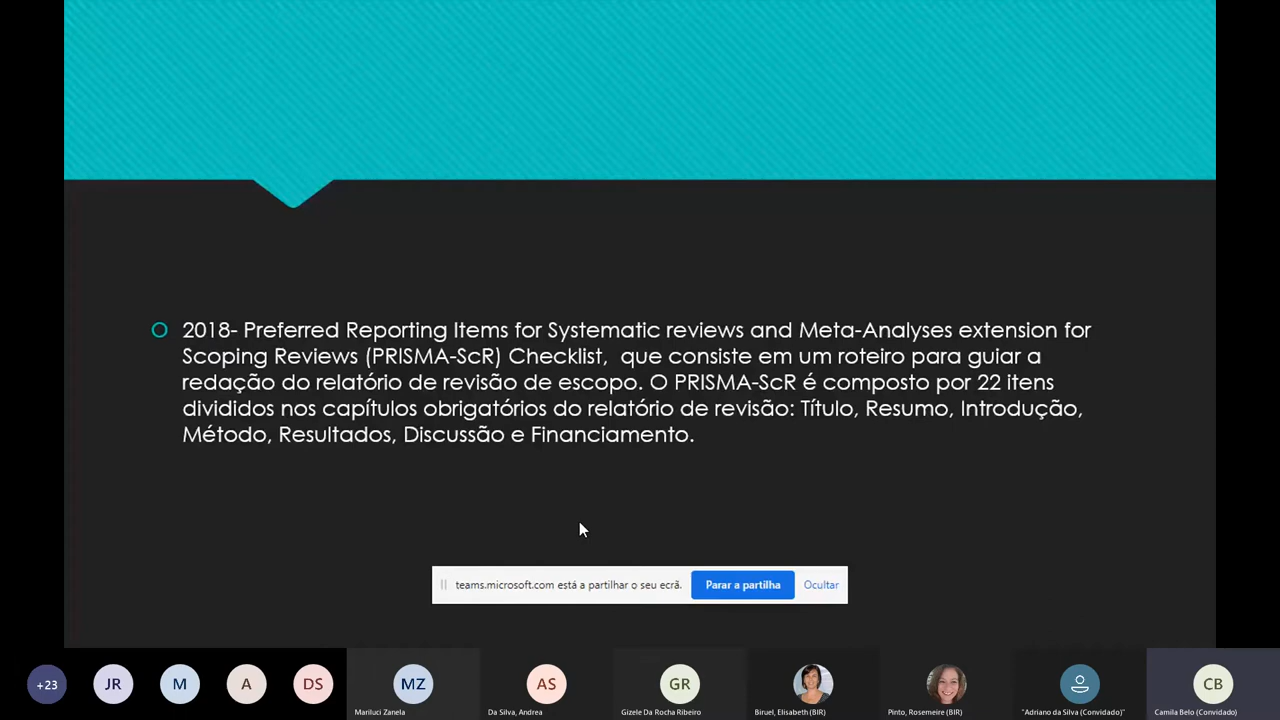 2018- Preferred Reporting Items for Systematic reviews and Meta-Analyses extension for
Scoping Reviews (PRISMA-ScR) Checklist, que consiste em um roteiro para guiar a
redação do relatório de revisão de escopo. O PRISMA-ScR é composto por 22 itens
divididos nos capítulos obrigatórios do relatório de revisão: Título, Resumo, Introdução,
Método, Resultados, Discussão e Financiamento.
teams.microsoft.com está a partilhar o seu ecrã. Parar a partilha Ocultar
+23 JR M A DS MZ AS GR CB
Mariluci Zanela Da Silva, Andrea Gizele Da Rocha Ribeiro Biruel, Elisabeth (BIR) Pinto, Rosemeire (BIR) "Adriano da Silva (Convidado)" Camila Belo (Convidado)